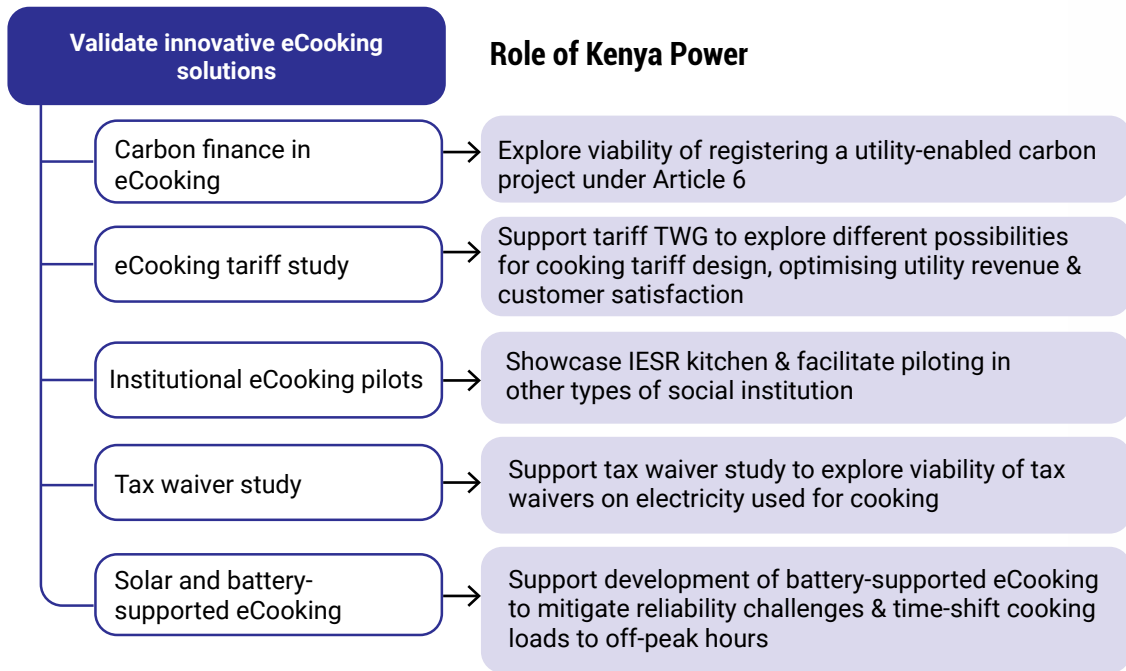 Validate innovative eCooking
solutions
Role of Kenya Power
Carbon finance in
eCooking
Explore viability of registering a utility-enabled carbon
project under Article 6
eCooking tariff study
Support tariff TWG to explore different possibilities
for cooking tariff design, optimising utility revenue &
customer satisfaction
Institutional eCooking pilots
Showcase IESR kitchen & facilitate piloting in
other types of social institution
Tax waiver study
Support tax waiver study to explore viability of tax
waivers on electricity used for cooking
Solar and battery-
supported eCooking
Support development of battery-supported eCooking
to mitigate reliability challenges & time-shift cooking
loads to off-peak hours